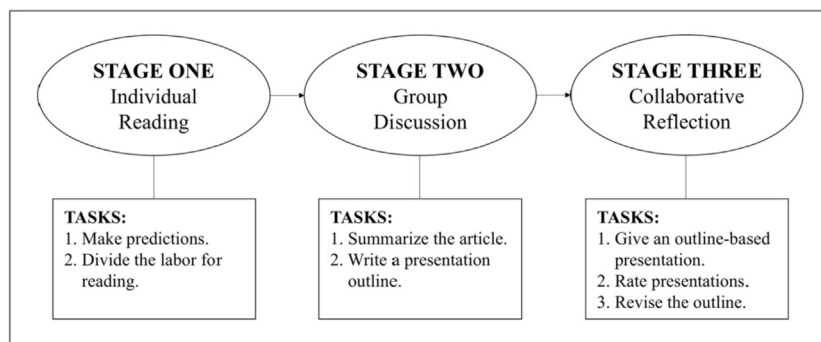 STAGE ONE
Individual
Reading
STAGE TWO
Group
Discussion
STAGE THREE
Collaborative
Reflection
TASKS:
1. Make predictions.
2. Divide the labor for
reading.
TASKS:
1. Summarize the article.
2. Write a presentation
outline.
TASKS:
1. Give an outline-based
presentation.
2. Rate presentations.
3. Revise the outline.